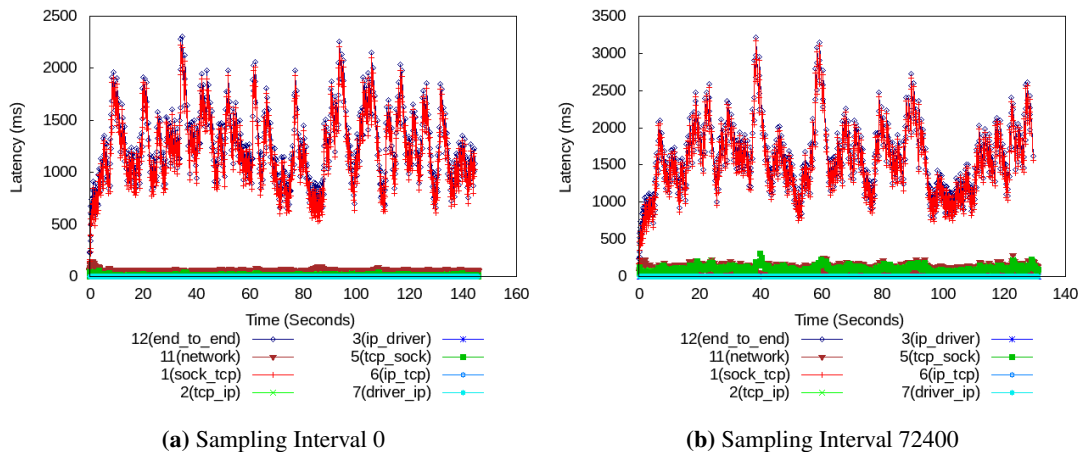 2500
2000
1500
1000
500
0
Latency (ms)
0 20 40 60 80 100 120 140 160
Time (Seconds)
12(end_to_end)
11(network)
1(sock_tcp)
2(tcp_ip)
3(ip_driver)
5(tcp_sock)
6(ip_tcp)
7(driver_ip)
(a) Sampling Interval 0
3500
3000
2500
2000
1500
1000
500
0
Latency (ms)
0 20 40 60 80 100 120 140
Time (Seconds)
12(end_to_end)
11(network)
1(sock_tcp)
2(tcp_ip)
3(ip_driver)
5(tcp_sock)
6(ip_tcp)
7(driver_ip)
(b) Sampling Interval 72400